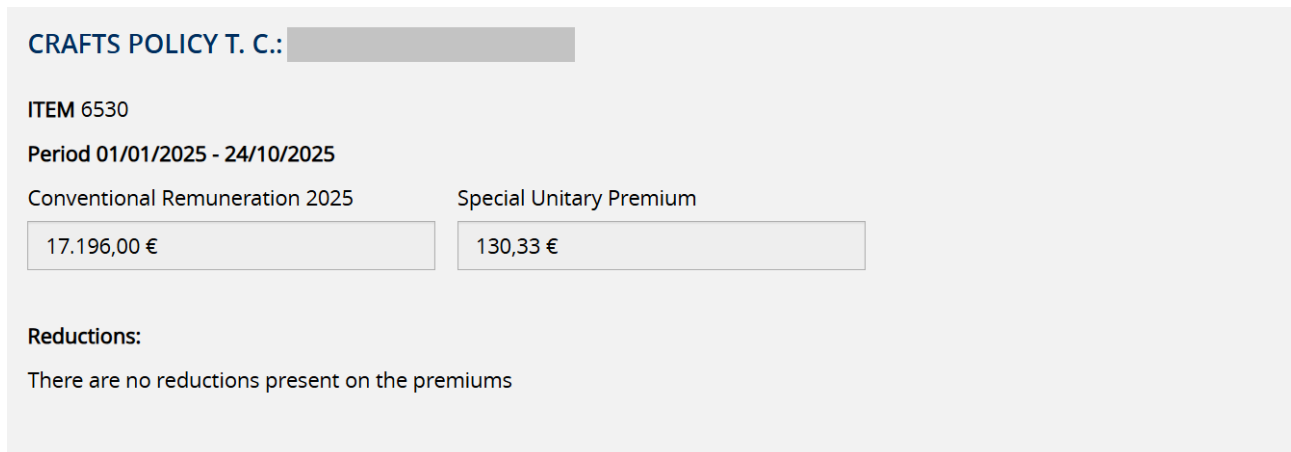 CRAFTS POLICY T. C.:
ITEM 6530
Period 01/01/2025 - 24/10/2025
Conventional Remuneration 2025 Special Unitary Premium
17.196,00 € 130,33 €
Reductions:
There are no reductions present on the premiums